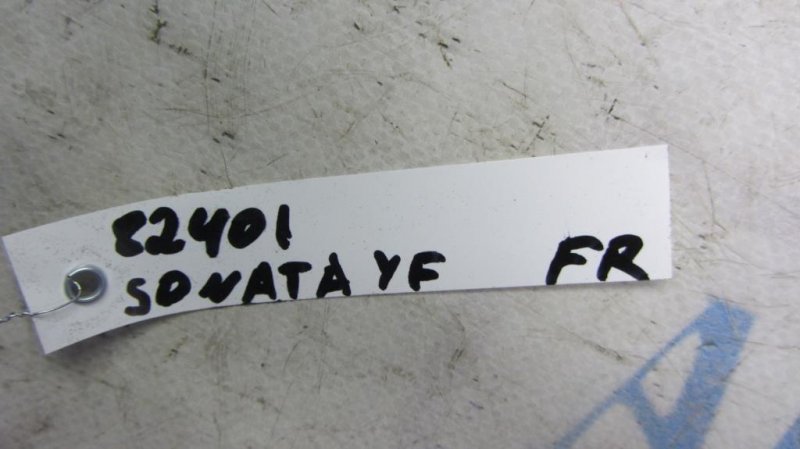 82401
SONATA YF FR